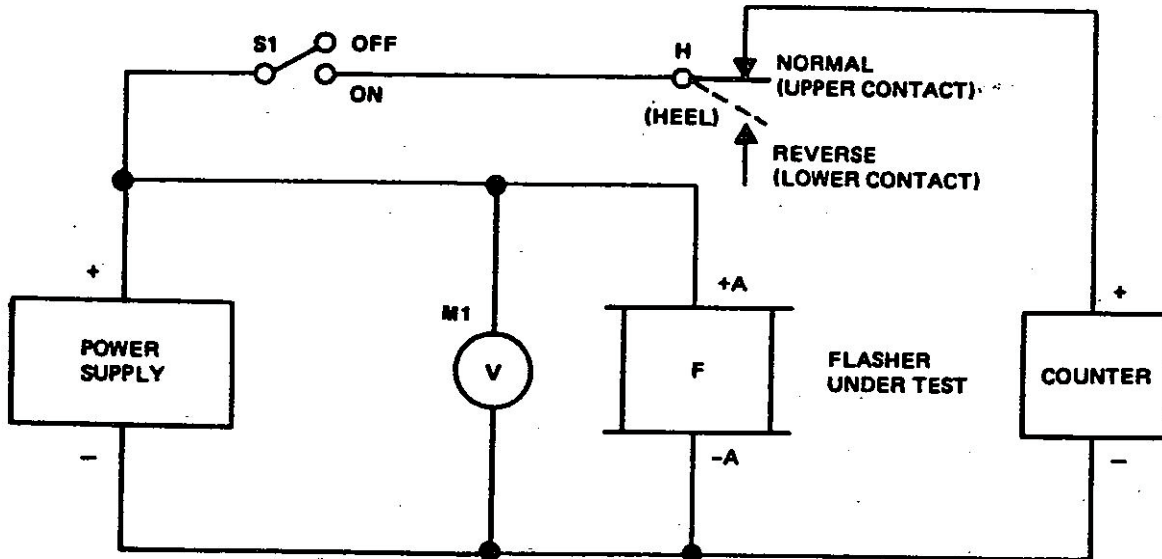 S1
OFF
ON
H
(HEEL)
NORMAL
(UPPER CONTACT)
REVERSE
(LOWER CONTACT)
+
POWER
SUPPLY
−
M1
V
+A
F
−A
FLASHER
UNDER TEST
+
COUNTER
−